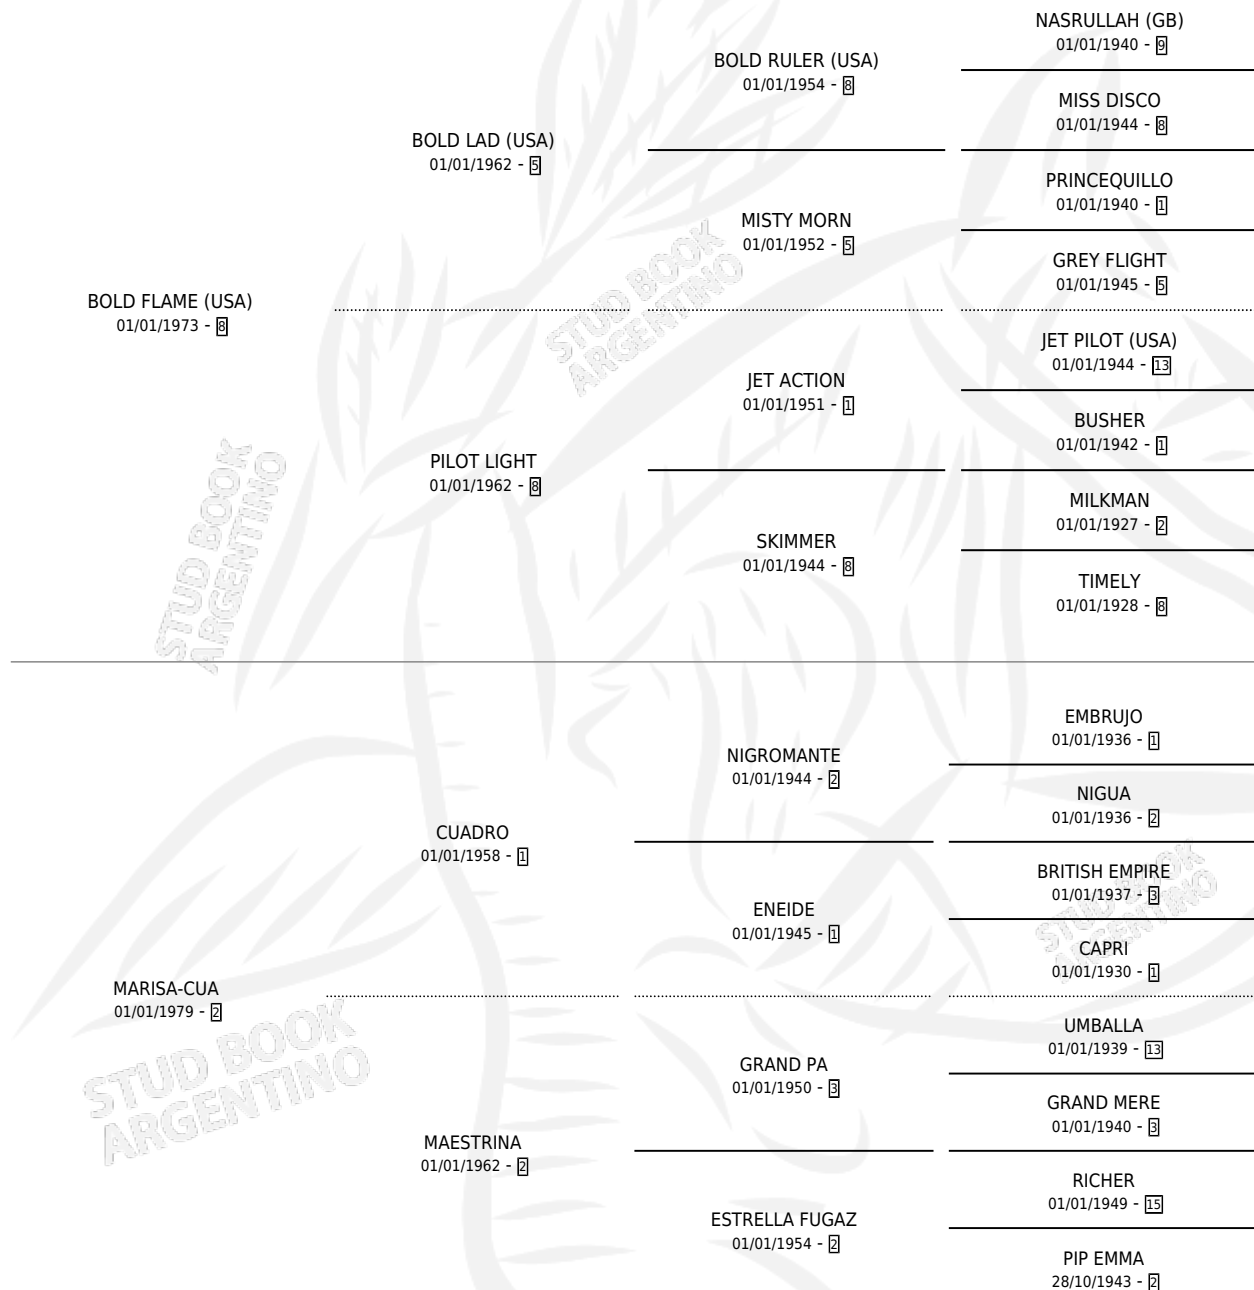 NASRULLAH (GB)
01/01/1940 - 9
BOLD RULER (USA)
01/01/1954 - 8
MISS DISCO
01/01/1944 - 8
BOLD LAD (USA)
01/01/1962 - 5
PRINCEQUILLO
01/01/1940 - 1
MISTY MORN
01/01/1952 - 5
GREY FLIGHT
01/01/1945 - 5
BOLD FLAME (USA)
01/01/1973 - 8
JET PILOT (USA)
01/01/1944 - 13
JET ACTION
01/01/1951 - 1
BUSHER
01/01/1942 - 1
PILOT LIGHT
01/01/1962 - 8
MILKMAN
01/01/1927 - 2
SKIMMER
01/01/1944 - 8
TIMELY
01/01/1928 - 8
EMBRUJO
01/01/1936 - 1
NIGROMANTE
01/01/1944 - 2
NIGUA
01/01/1936 - 2
CUADRO
01/01/1958 - 1
BRITISH EMPIRE
01/01/1937 - 3
ENEIDE
01/01/1945 - 1
CAPRI
01/01/1930 - 1
MARISA-CUA
01/01/1979 - 2
UMBALLA
01/01/1939 - 13
GRAND PA
01/01/1950 - 3
GRAND MERE
01/01/1940 - 3
MAESTRINA
01/01/1962 - 2
RICHER
01/01/1949 - 15
ESTRELLA FUGAZ
01/01/1954 - 2
PIP EMMA
28/10/1943 - 2
STUD BOOK
ARGENTINO
STUD BOOK
ARGENTINO
STUD BOOK
ARGENTINO
STUD BOOK
ARGENTINO